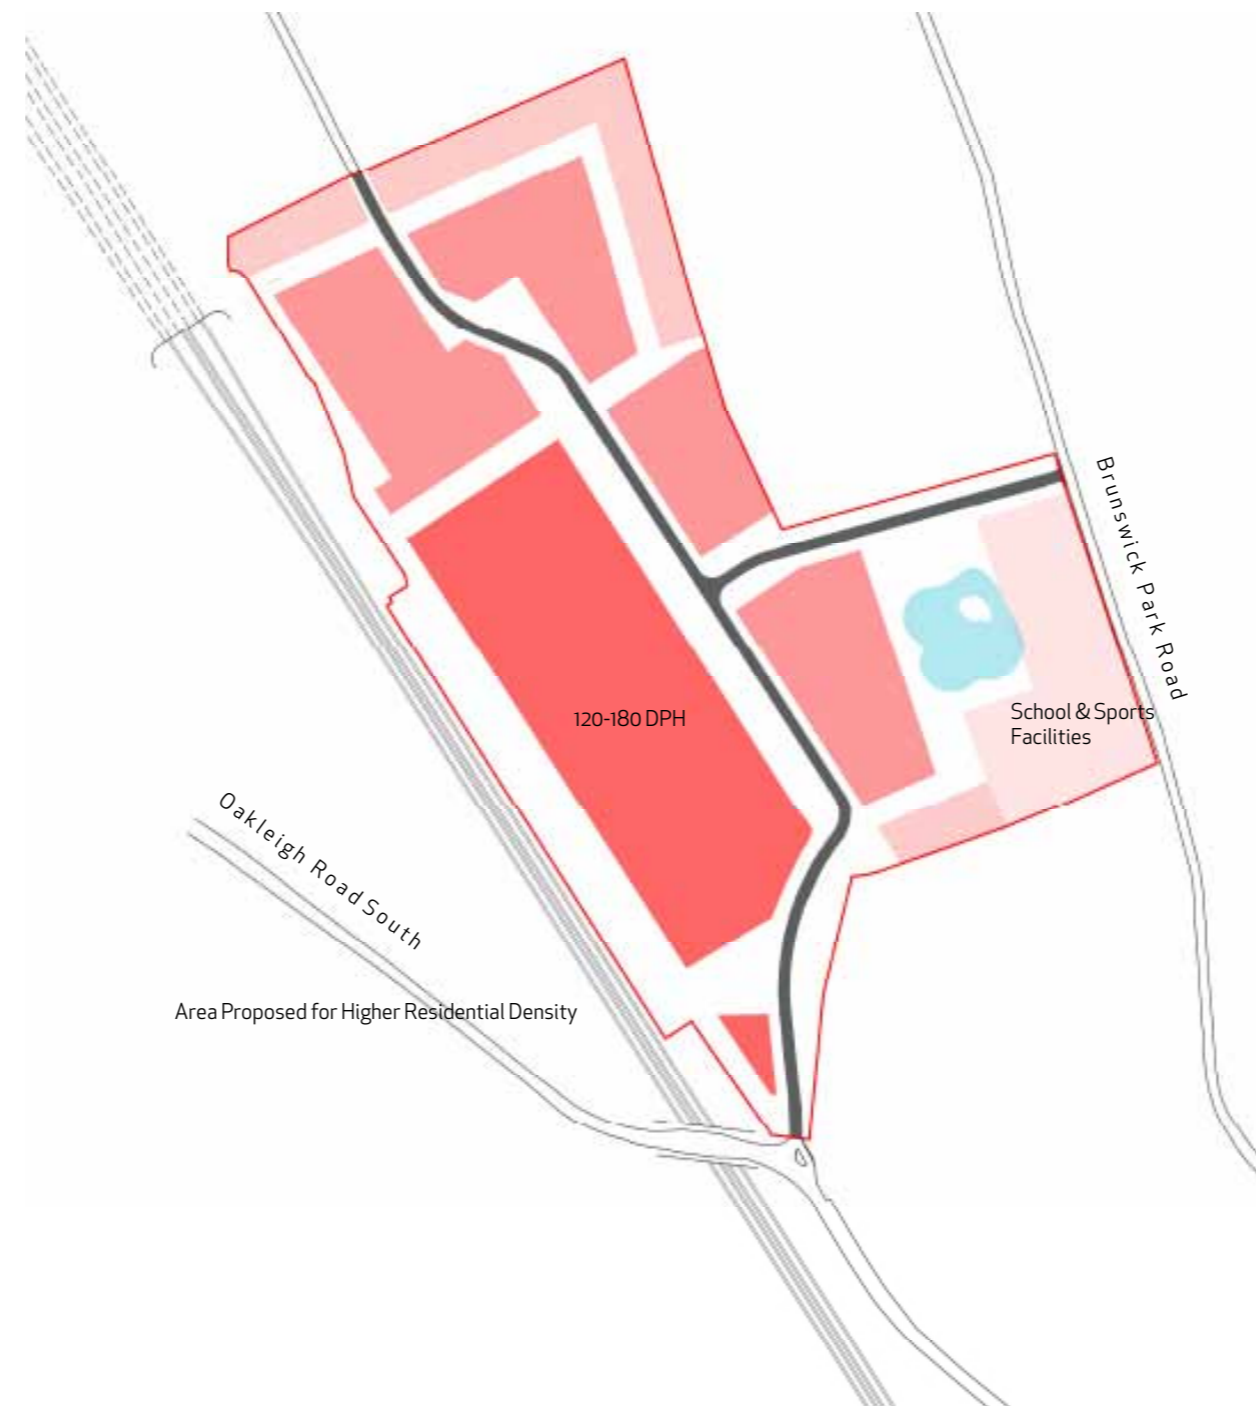 Brunswick Park Road
120-180 DPH
School & Sports
Facilities
Oakleigh Road South
Area Proposed for Higher Residential Density